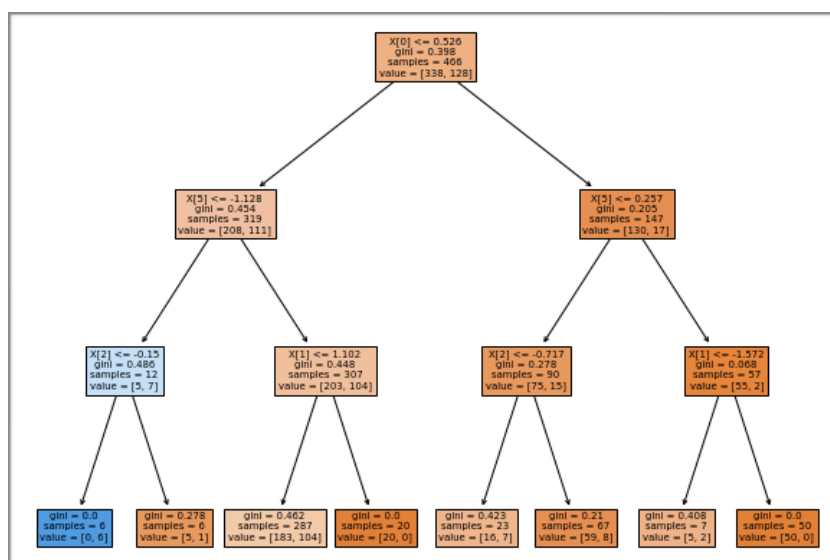 X[0] <= 0.526
gini = 0.398
samples = 466
value = [338, 128]
X[5] <= -1.128
gini = 0.454
samples = 319
value = [208, 111]
X[5] <= 0.257
gini = 0.205
samples = 147
value = [130, 17]
X[2] <= -0.15
gini = 0.486
samples = 12
value = [5, 7]
X[1] <= 1.102
gini = 0.448
samples = 307
value = [203, 104]
X[2] <= -0.717
gini = 0.278
samples = 90
value = [75, 15]
X[1] <= -1.572
gini = 0.068
samples = 57
value = [55, 2]
gini = 0.0
samples = 6
value = [0, 6]
gini = 0.278
samples = 6
value = [5, 1]
gini = 0.462
samples = 287
value = [183, 104]
gini = 0.0
samples = 20
value = [20, 0]
gini = 0.423
samples = 23
value = [16, 7]
gini = 0.21
samples = 67
value = [59, 8]
gini = 0.408
samples = 7
value = [5, 2]
gini = 0.0
samples = 50
value = [50, 0]